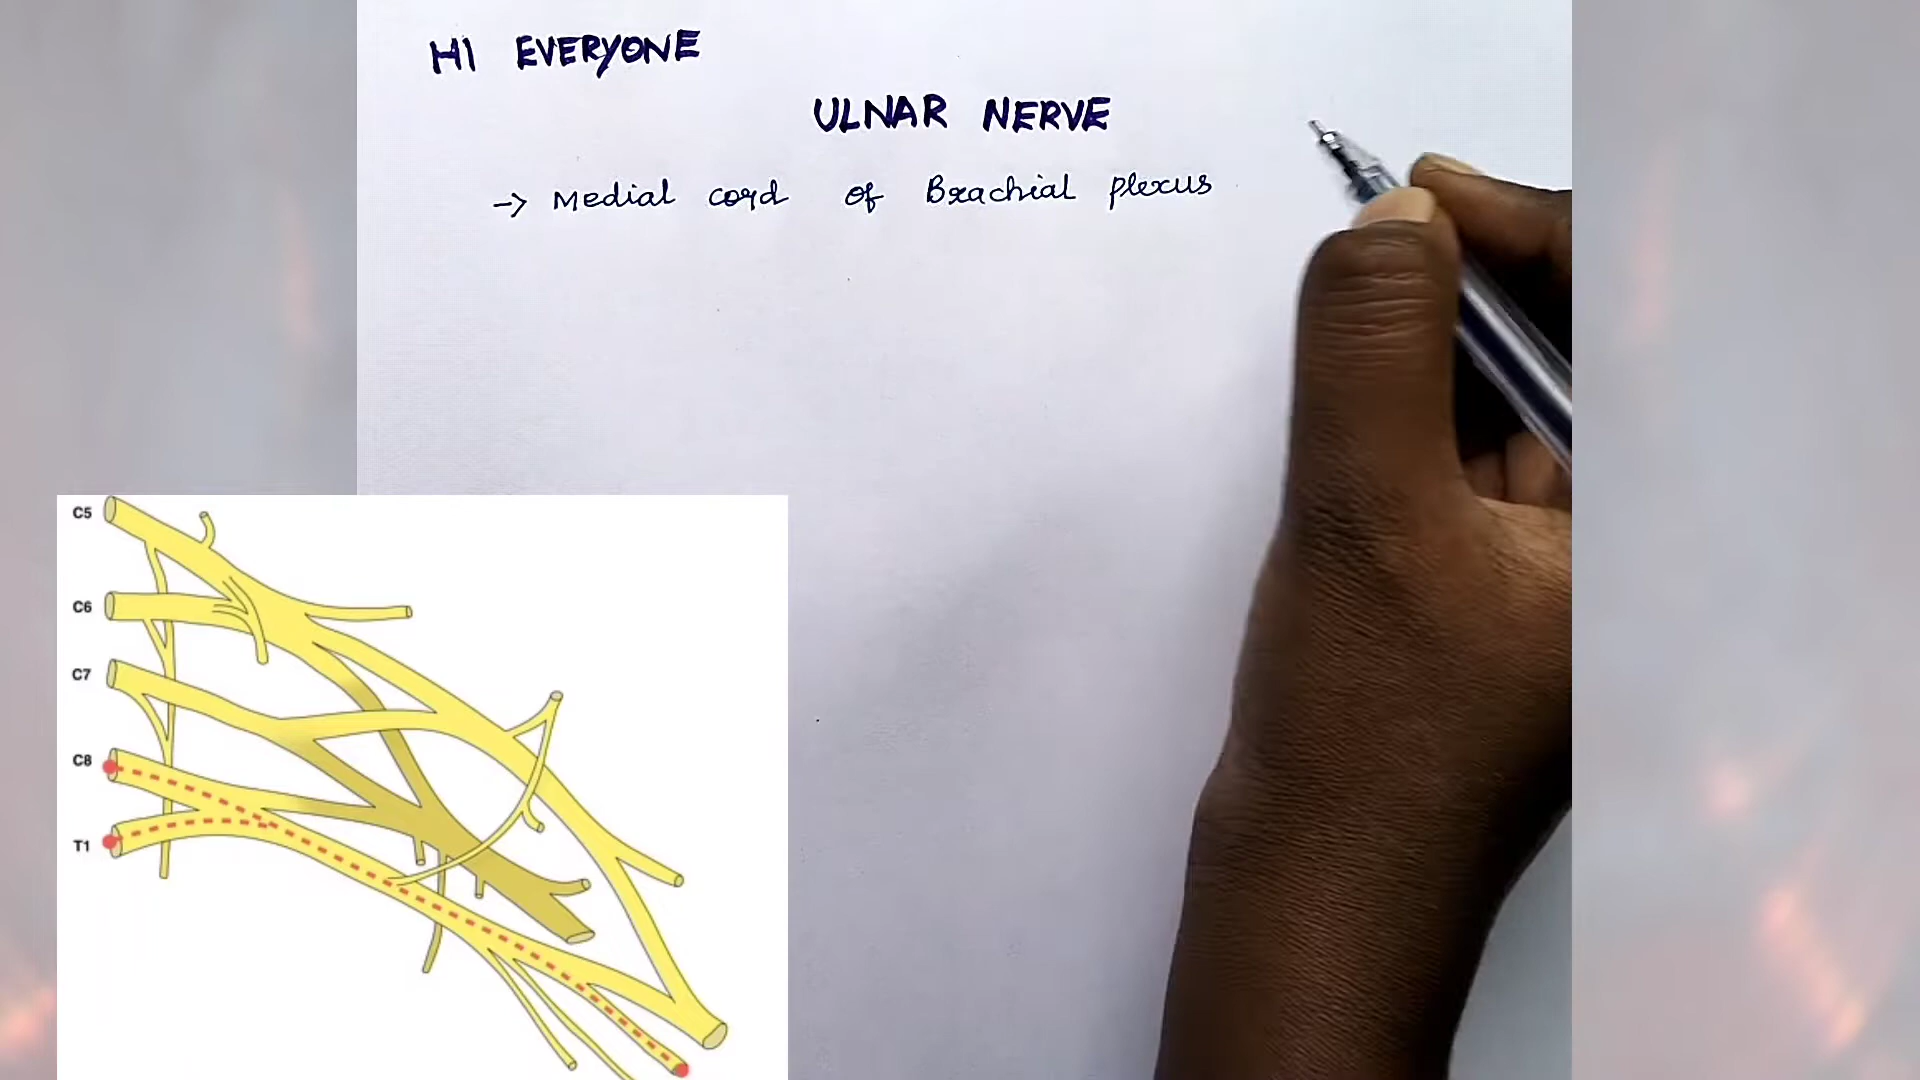 HI EVERYONE
ULNAR NERVE
-> Medial cord of Brachial plexus
C5
C6
C7
C8
T1